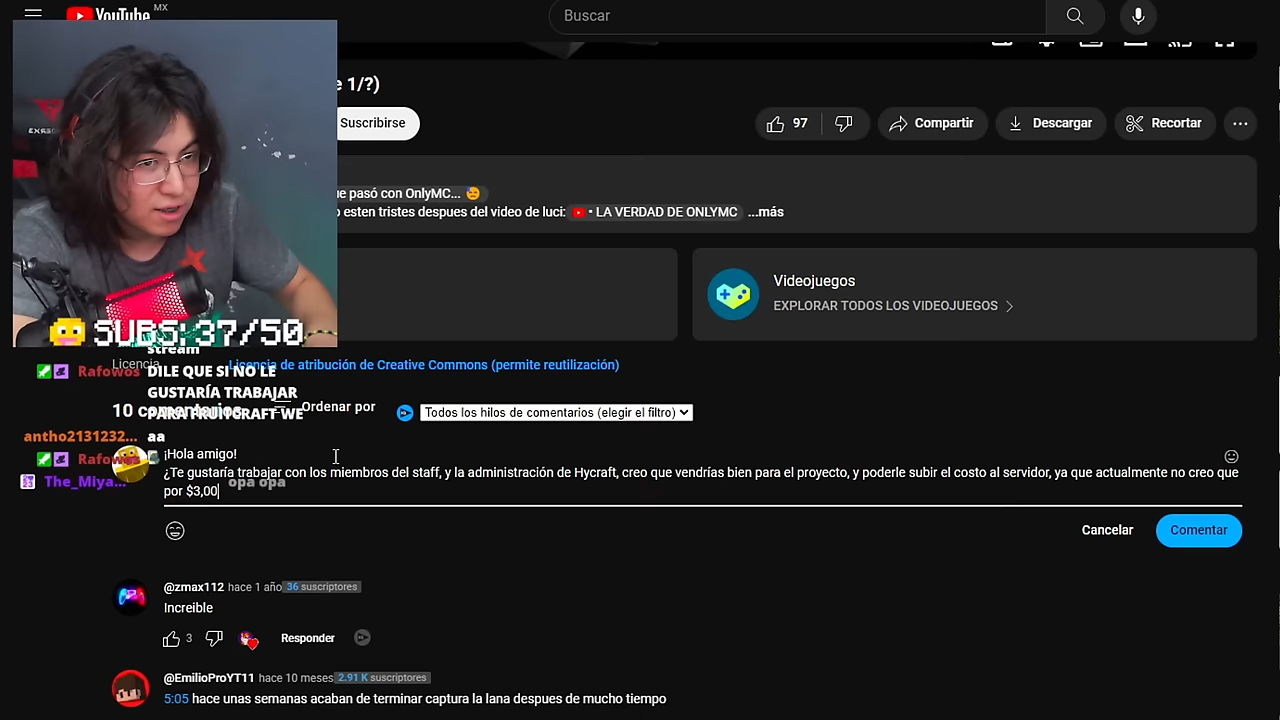 YouTube MX
Buscar
e 1/?)
Suscribirse
97
Compartir
Descargar
Recortar
ue pasó con OnlyMC...
esten tristes despues del video de luci: • LA VERDAD DE ONLYMC ...más
Videojuegos
EXPLORAR TODOS LOS VIDEOJUEGOS
SUBS:37/50
stream
Licencia
Licencia de atribución de Creative Commons (permite reutilización)
Rafowos DILE QUE SI NO LE
GUSTARÍA TRABAJAR
PARA FRUITCRAFT WE
10 comentarios
Ordenar por
Todos los hilos de comentarios (elegir el filtro)
antho2131232... aa
Rafowos
The_Miya... opa opa
¡Hola amigo!
¿Te gustaría trabajar con los miembros del staff, y la administración de Hycraft, creo que vendrías bien para el proyecto, y poderle subir el costo al servidor, ya que actualmente no creo que
por $3,00
Cancelar
Comentar
@zmax112 hace 1 año 36 suscriptores
Increible
3
Responder
@EmilioProYT11 hace 10 meses 2.91 K suscriptores
5:05 hace unas semanas acaban de terminar captura la lana despues de mucho tiempo